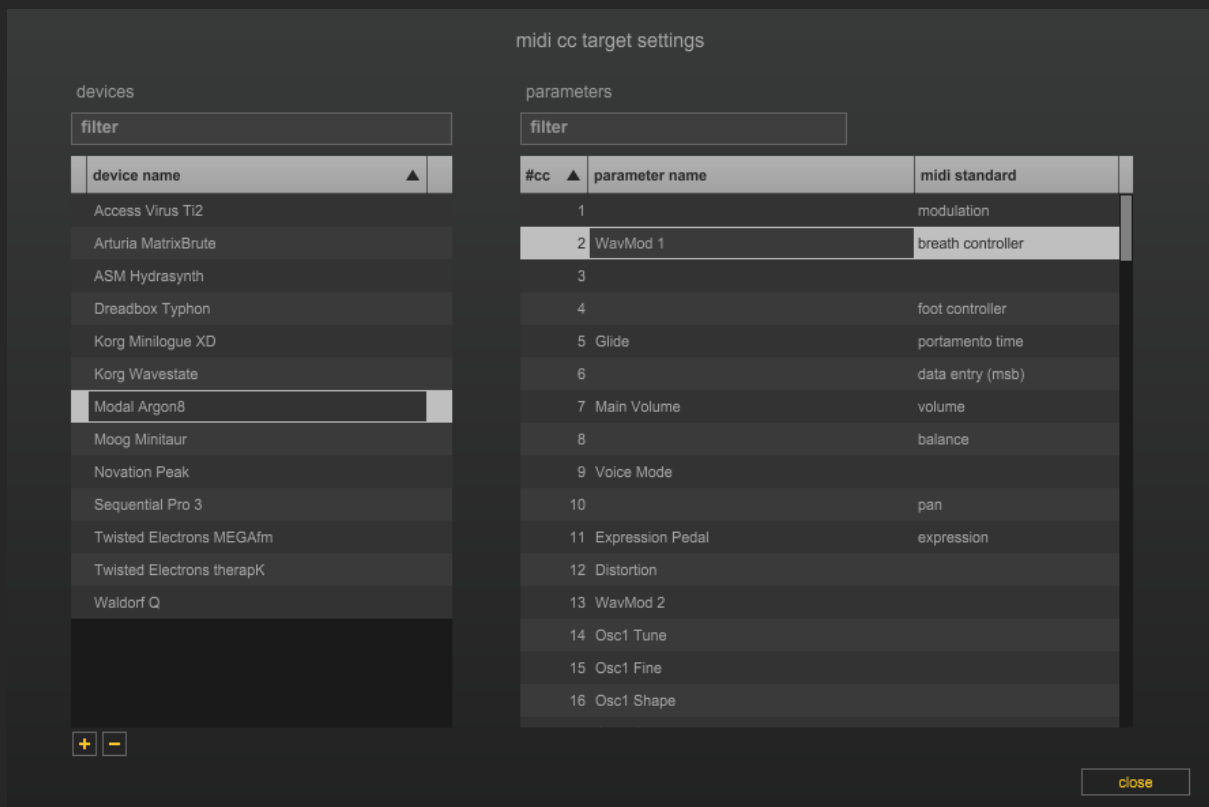 midi cc target settings
devices
filter
device name
Access Virus Ti2
Arturia MatrixBrute
ASM Hydrasynth
Dreadbox Typhon
Korg Minilogue XD
Korg Wavestate
Modal Argon8
Moog Minitaur
Novation Peak
Sequential Pro 3
Twisted Electrons MEGAfm
Twisted Electrons therapK
Waldorf Q
+ −
parameters
filter
#cc parameter name midi standard
1 modulation
2 WavMod 1 breath controller
3
4 foot controller
5 Glide portamento time
6 data entry (msb)
7 Main Volume volume
8 balance
9 Voice Mode
10 pan
11 Expression Pedal expression
12 Distortion
13 WavMod 2
14 Osc1 Tune
15 Osc1 Fine
16 Osc1 Shape
close